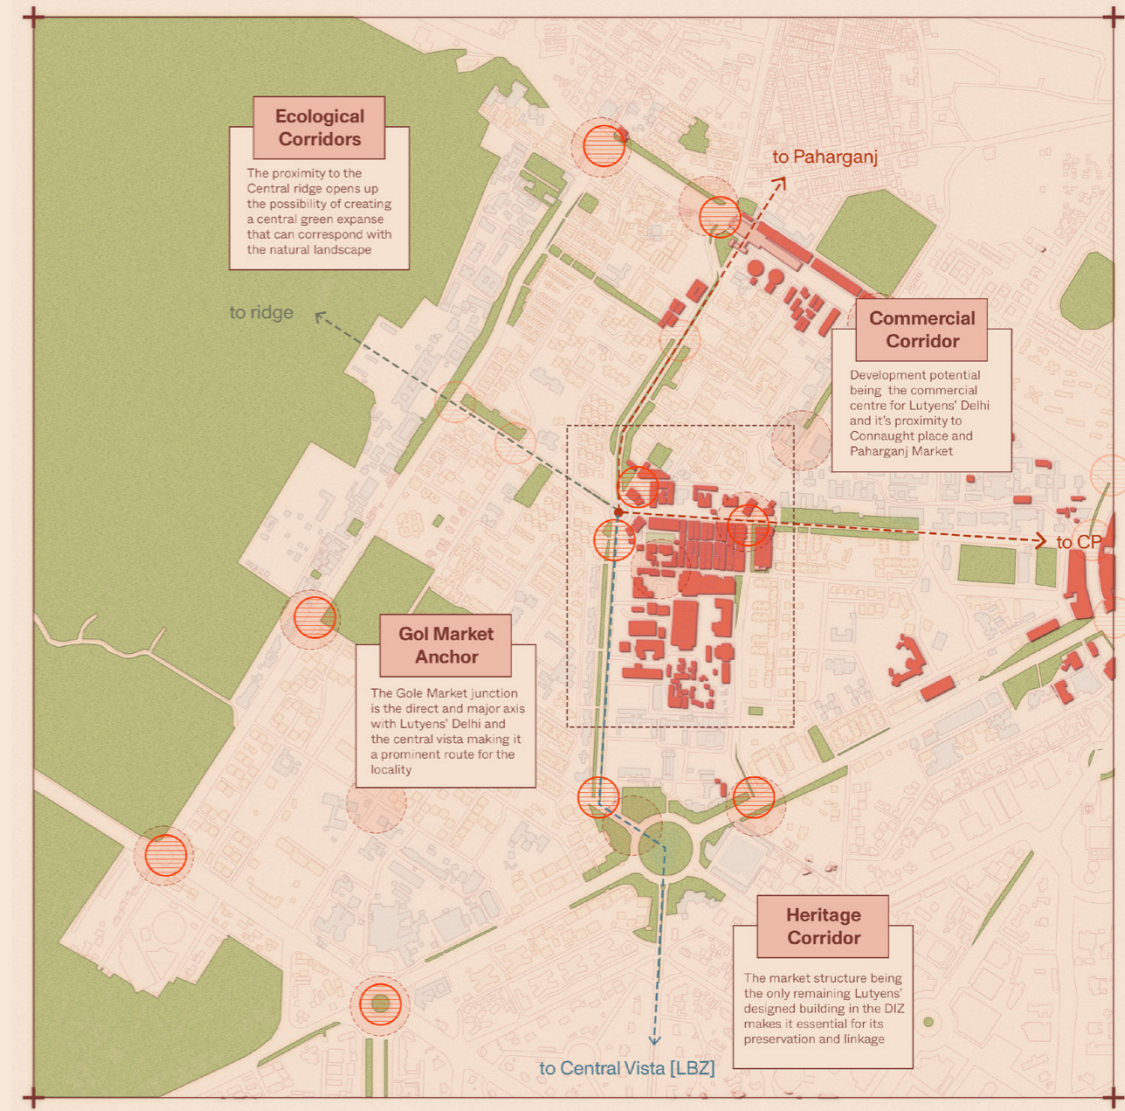 Ecological
Corridors
The proximity to the
Central ridge opens up
the possibility of creating
a central green expanse
that can correspond with
the natural landscape
to Paharganj
to ridge
Commercial
Corridor
Development potential
being the commercial
centre for Lutyens' Delhi
and it's proximity to
Connaught place and
Paharganj Market
to CP
Gol Market
Anchor
The Gole Market junction
is the direct and major axis
with Lutyens' Delhi and
the central vista making it
a prominent route for the
locality
Heritage
Corridor
The market structure being
the only remaining Lutyens'
designed building in the DIZ
makes it essential for its
preservation and linkage
to Central Vista [LBZ]